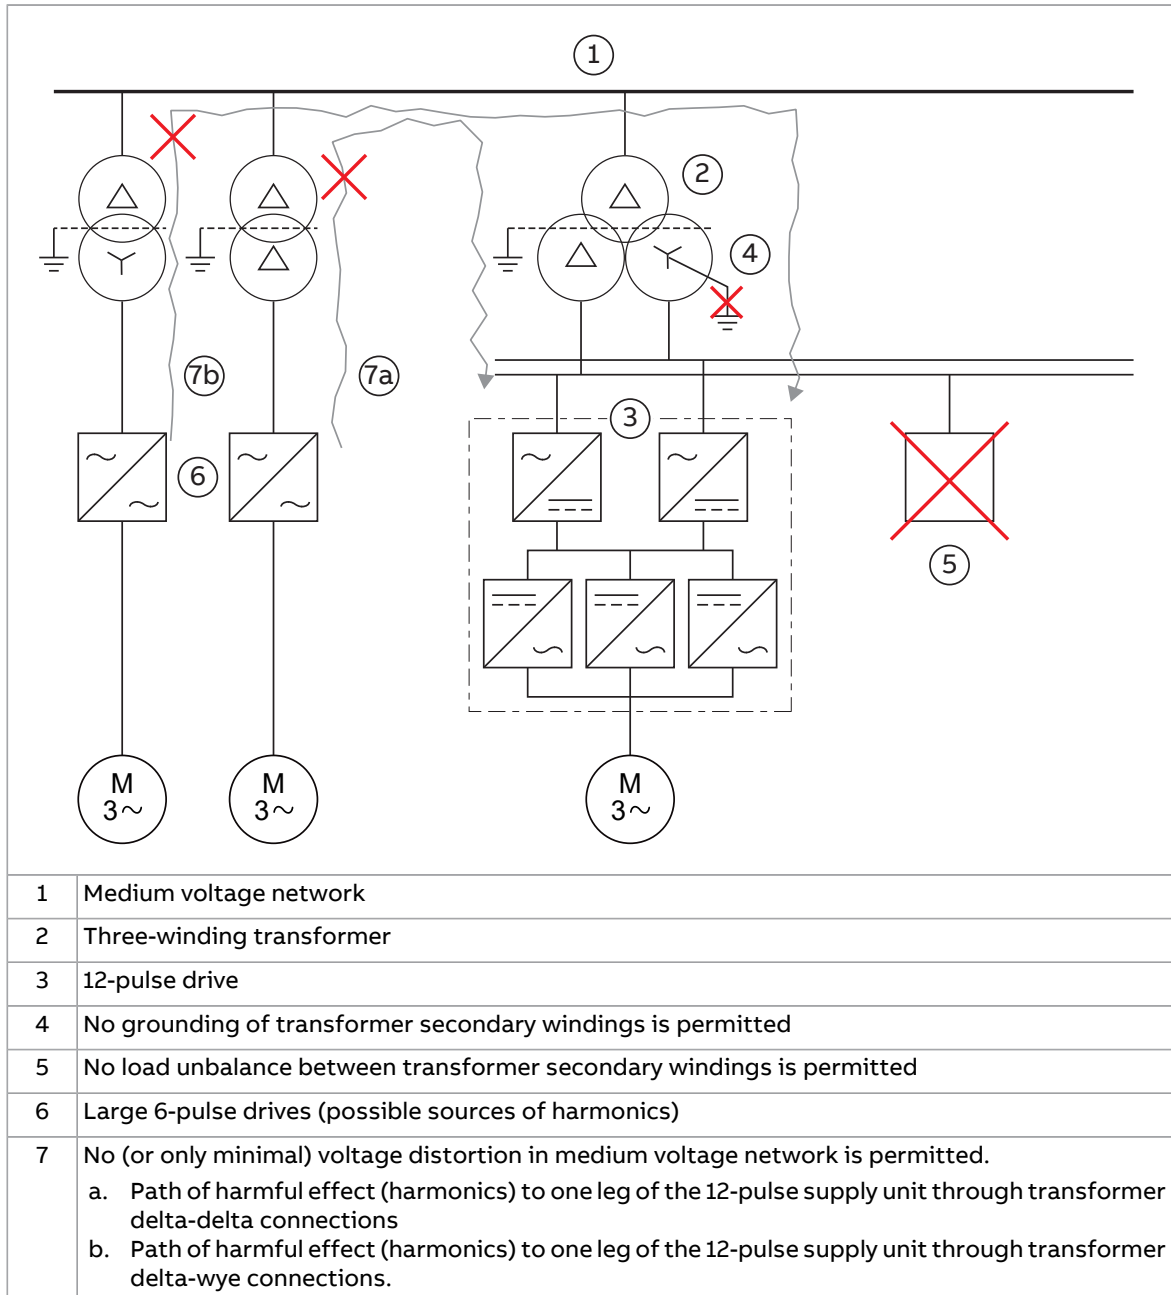 1
2
4
7b
7a
3
6
5
M
3~
M
3~
M
3~
1 Medium voltage network
2 Three-winding transformer
3 12-pulse drive
4 No grounding of transformer secondary windings is permitted
5 No load unbalance between transformer secondary windings is permitted
6 Large 6-pulse drives (possible sources of harmonics)
7 No (or only minimal) voltage distortion in medium voltage network is permitted.
a. Path of harmful effect (harmonics) to one leg of the 12-pulse supply unit through transformer
delta-delta connections
b. Path of harmful effect (harmonics) to one leg of the 12-pulse supply unit through transformer
delta-wye connections.